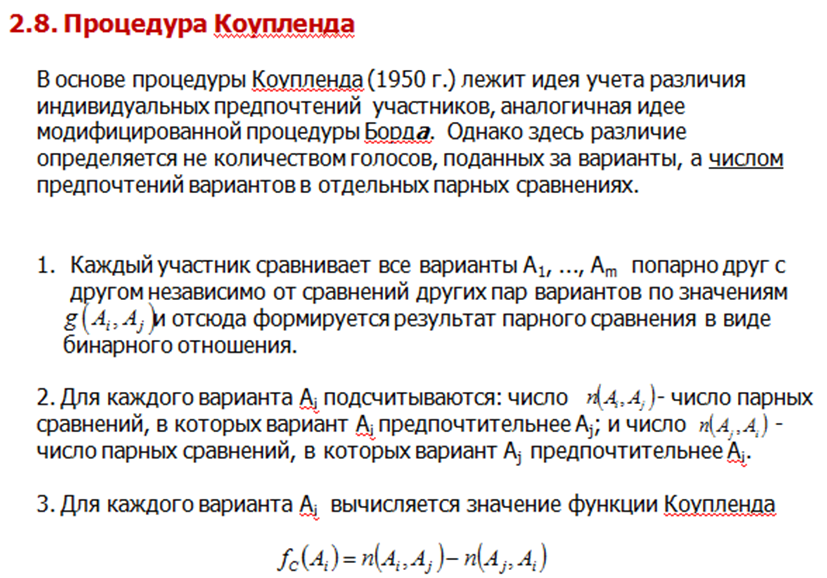 2.8. Процедура Коупленда
В основе процедуры Коупленда (1950 г.) лежит идея учета различия
индивидуальных предпочтений участников, аналогичная идее
модифицированной процедуры Борда. Однако здесь различие
определяется не количеством голосов, поданных за варианты, а числом
предпочтений вариантов в отдельных парных сравнениях.
1. Каждый участник сравнивает все варианты A₁, ..., Aₘ попарно друг с
другом независимо от сравнений других пар вариантов по значениям
g(Aᵢ, Aⱼ) и отсюда формируется результат парного сравнения в виде
бинарного отношения.
2. Для каждого варианта Aᵢ подсчитываются: число n(Aᵢ, Aⱼ) - число парных
сравнений, в которых вариант Aᵢ предпочтительнее Aⱼ; и число n(Aⱼ, Aᵢ) -
число парных сравнений, в которых вариант Aⱼ предпочтительнее Aᵢ.
3. Для каждого варианта Aᵢ вычисляется значение функции Коупленда
f_C(Aᵢ) = n(Aᵢ, Aⱼ) − n(Aⱼ, Aᵢ)